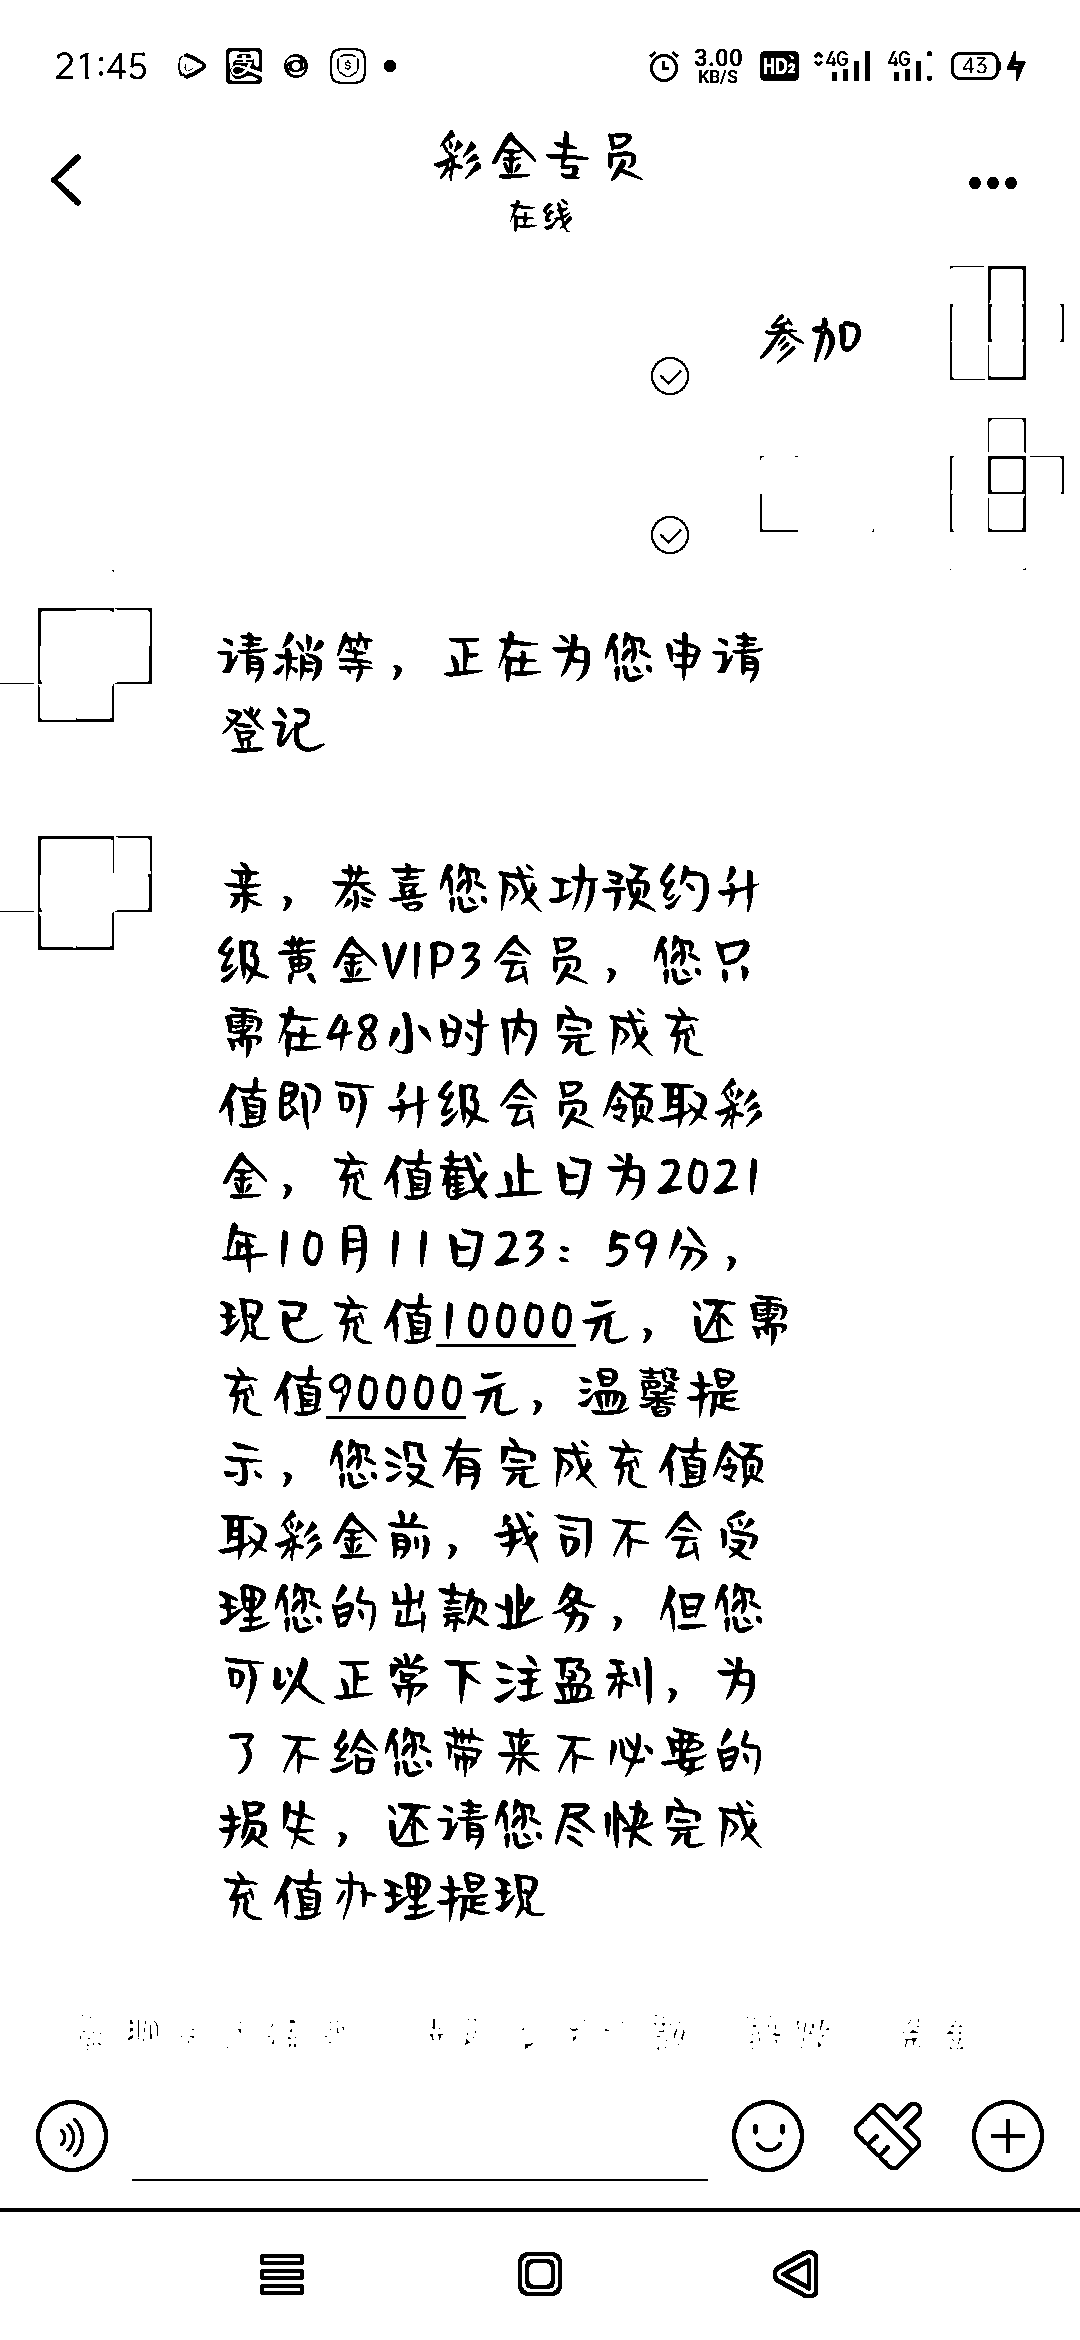 21:45 3.00 KB/S HD2 4G 4G 43
彩金专员
在线
参加
请稍等，正在为您申请
登记
亲，恭喜您成功预约升
级黄金VIP3会员，您只
需在48小时内完成充
值即可升级会员领取彩
金，充值截止日为2021
年10月11日23：59分，
现已充值10000元，还需
充值90000元，温馨提
示，您没有完成充值领
取彩金前，我司不会受
理您的出款业务，但您
可以正常下注盈利，为
了不给您带来不必要的
损失，还请您尽快完成
充值办理提现